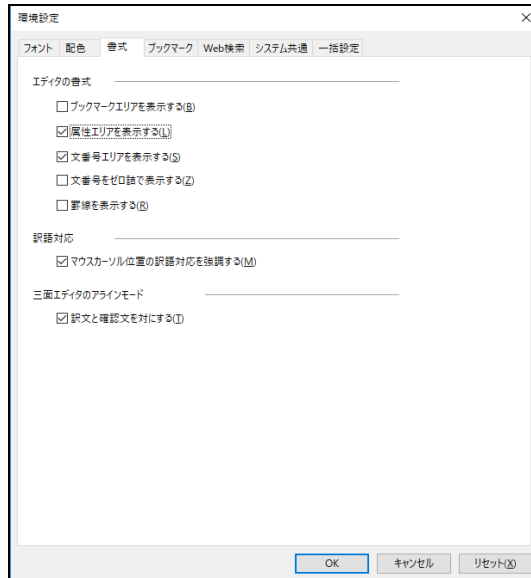 環境設定
フォント 配色 書式 ブックマーク Web検索 システム共通 一括設定
エディタの書式
ブックマークエリアを表示する(B)
属性エリアを表示する(L)
文番号エリアを表示する(S)
文番号をゼロ詰で表示する(Z)
罫線を表示する(R)
訳語対応
マウスカーソル位置の訳語対応を強調する(M)
三面エディタのアラインモード
訳文と確認文を対にする(T)
OK キャンセル リセット(X)